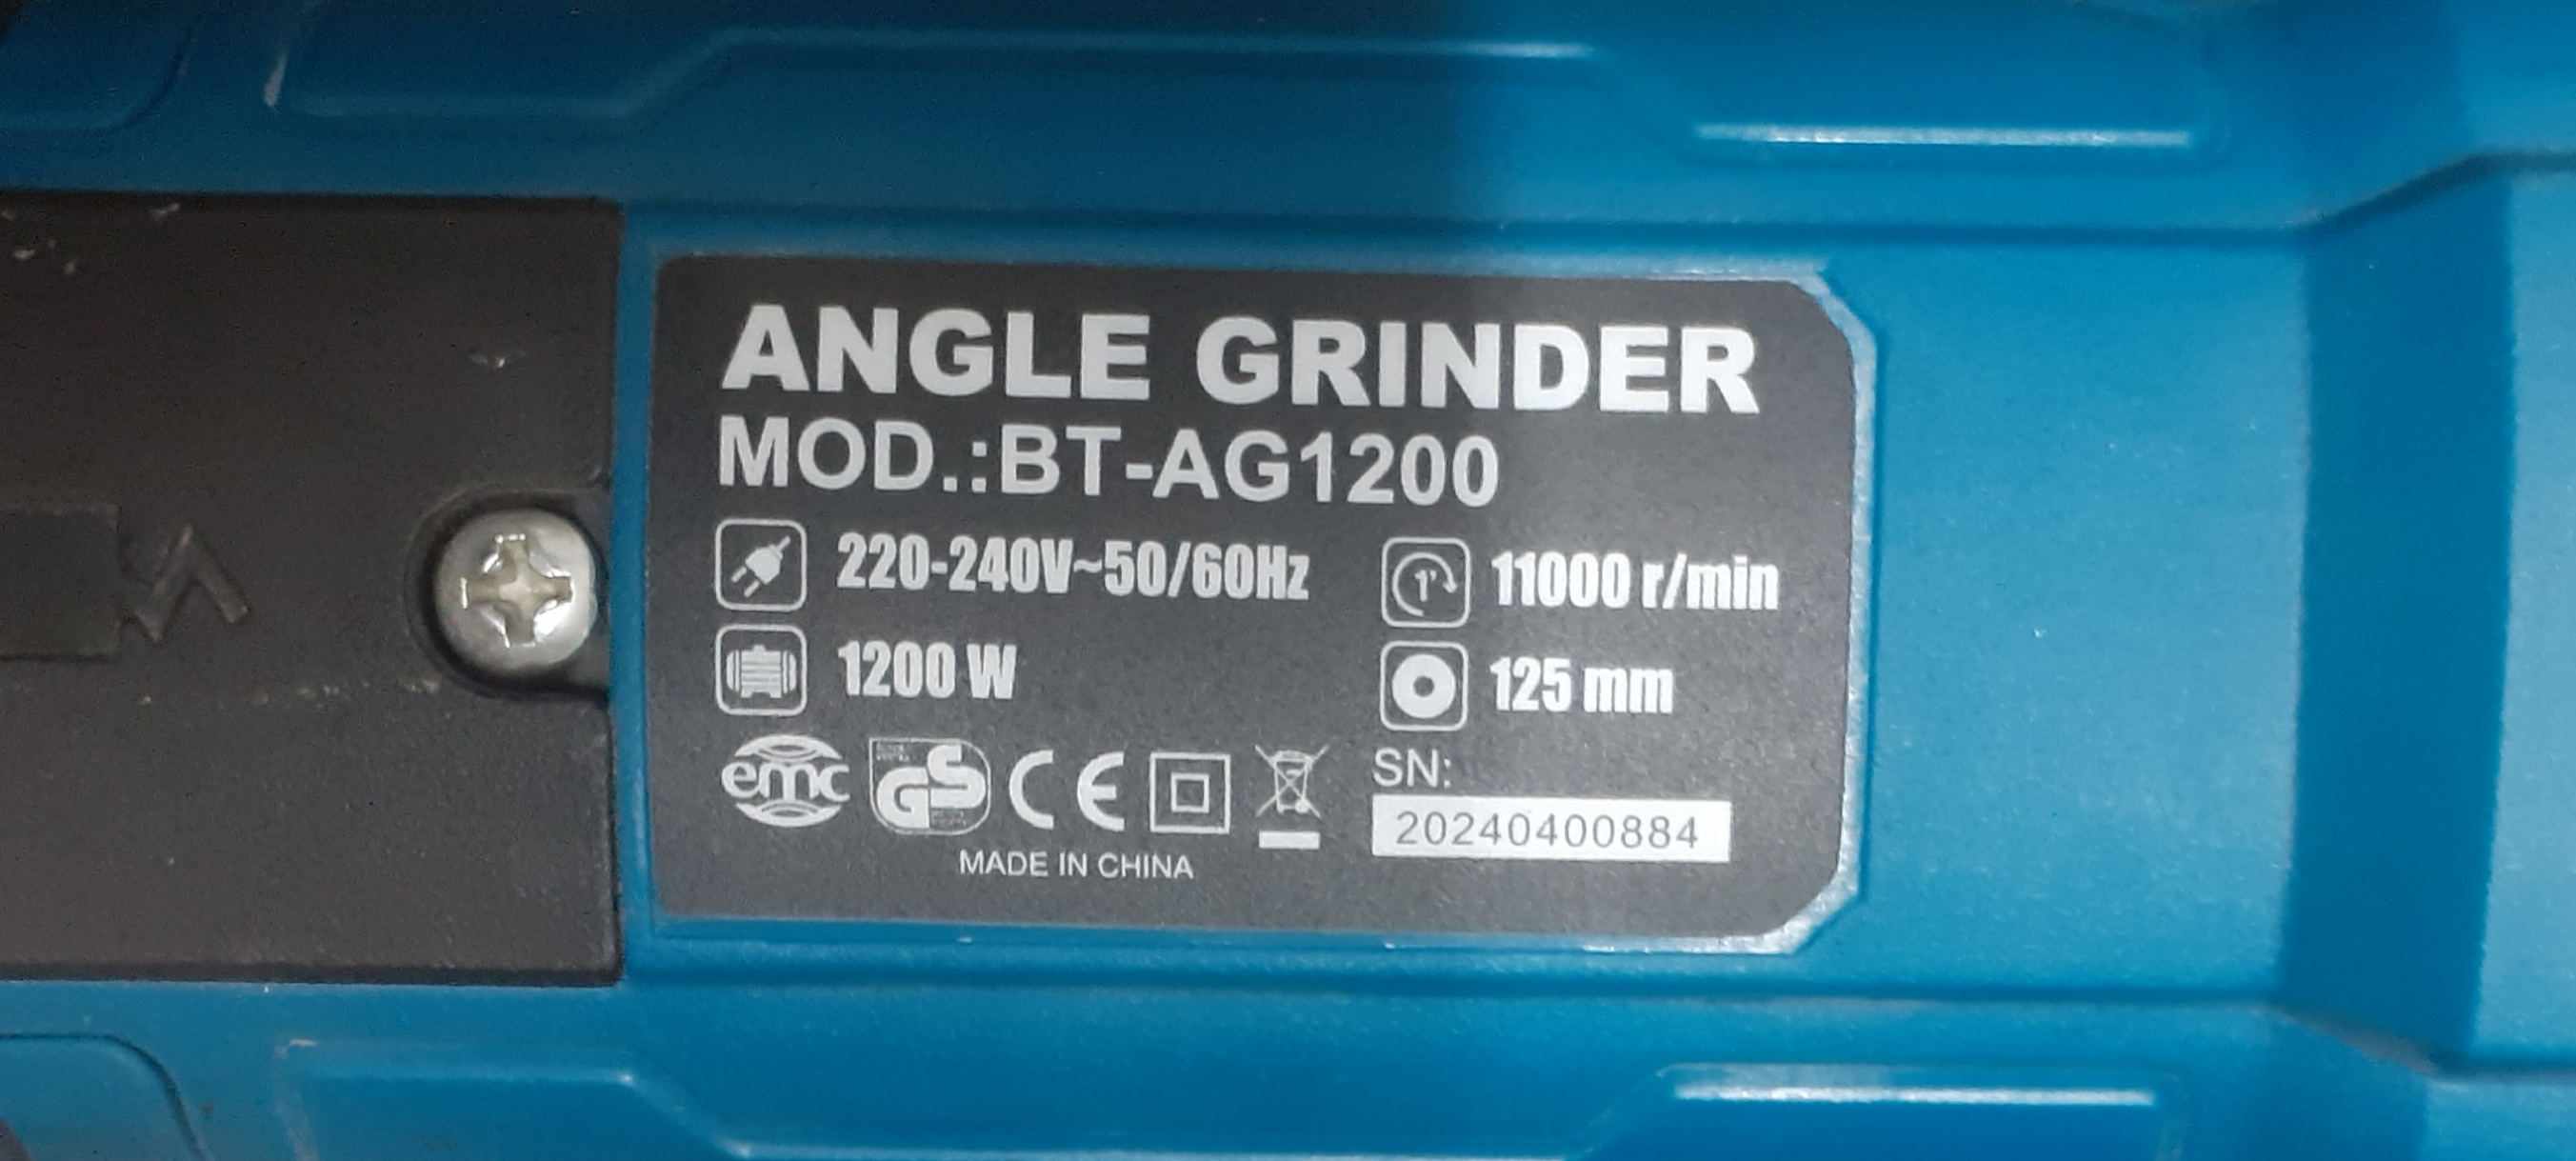 ANGLE GRINDER
MOD.:BT-AG1200
220-240V~50/60Hz
11000 r/min
1200 W
125 mm
emc GS CE
SN:
20240400884
MADE IN CHINA